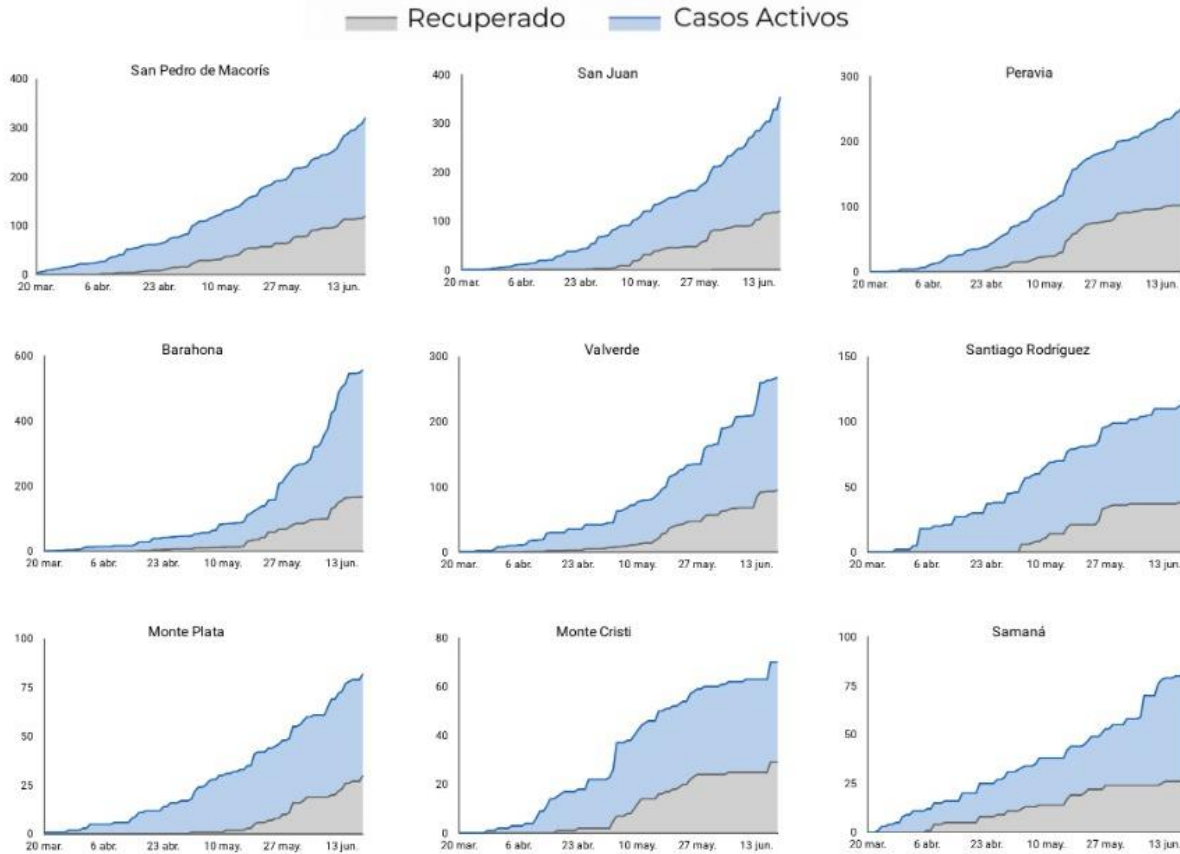 Recuperado Casos Activos
San Pedro de Macorís
400
300
200
100
0
20 mar. 6 abr. 23 abr. 10 may. 27 may. 13 jun.
San Juan
400
300
200
100
0
20 mar. 6 abr. 23 abr. 10 may. 27 may. 13 jun.
Peravia
300
200
100
0
20 mar. 6 abr. 23 abr. 10 may. 27 may. 13 jun.
Barahona
600
400
200
0
20 mar. 6 abr. 23 abr. 10 may. 27 may. 13 jun.
Valverde
300
200
100
0
20 mar. 6 abr. 23 abr. 10 may. 27 may. 13 jun.
Santiago Rodríguez
150
100
50
0
20 mar. 6 abr. 23 abr. 10 may. 27 may. 13 jun.
Monte Plata
100
75
50
25
0
20 mar. 6 abr. 23 abr. 10 may. 27 may. 13 jun.
Monte Cristi
80
60
40
20
0
20 mar. 6 abr. 23 abr. 10 may. 27 may. 13 jun.
Samaná
100
75
50
25
0
20 mar. 6 abr. 23 abr. 10 may. 27 may. 13 jun.